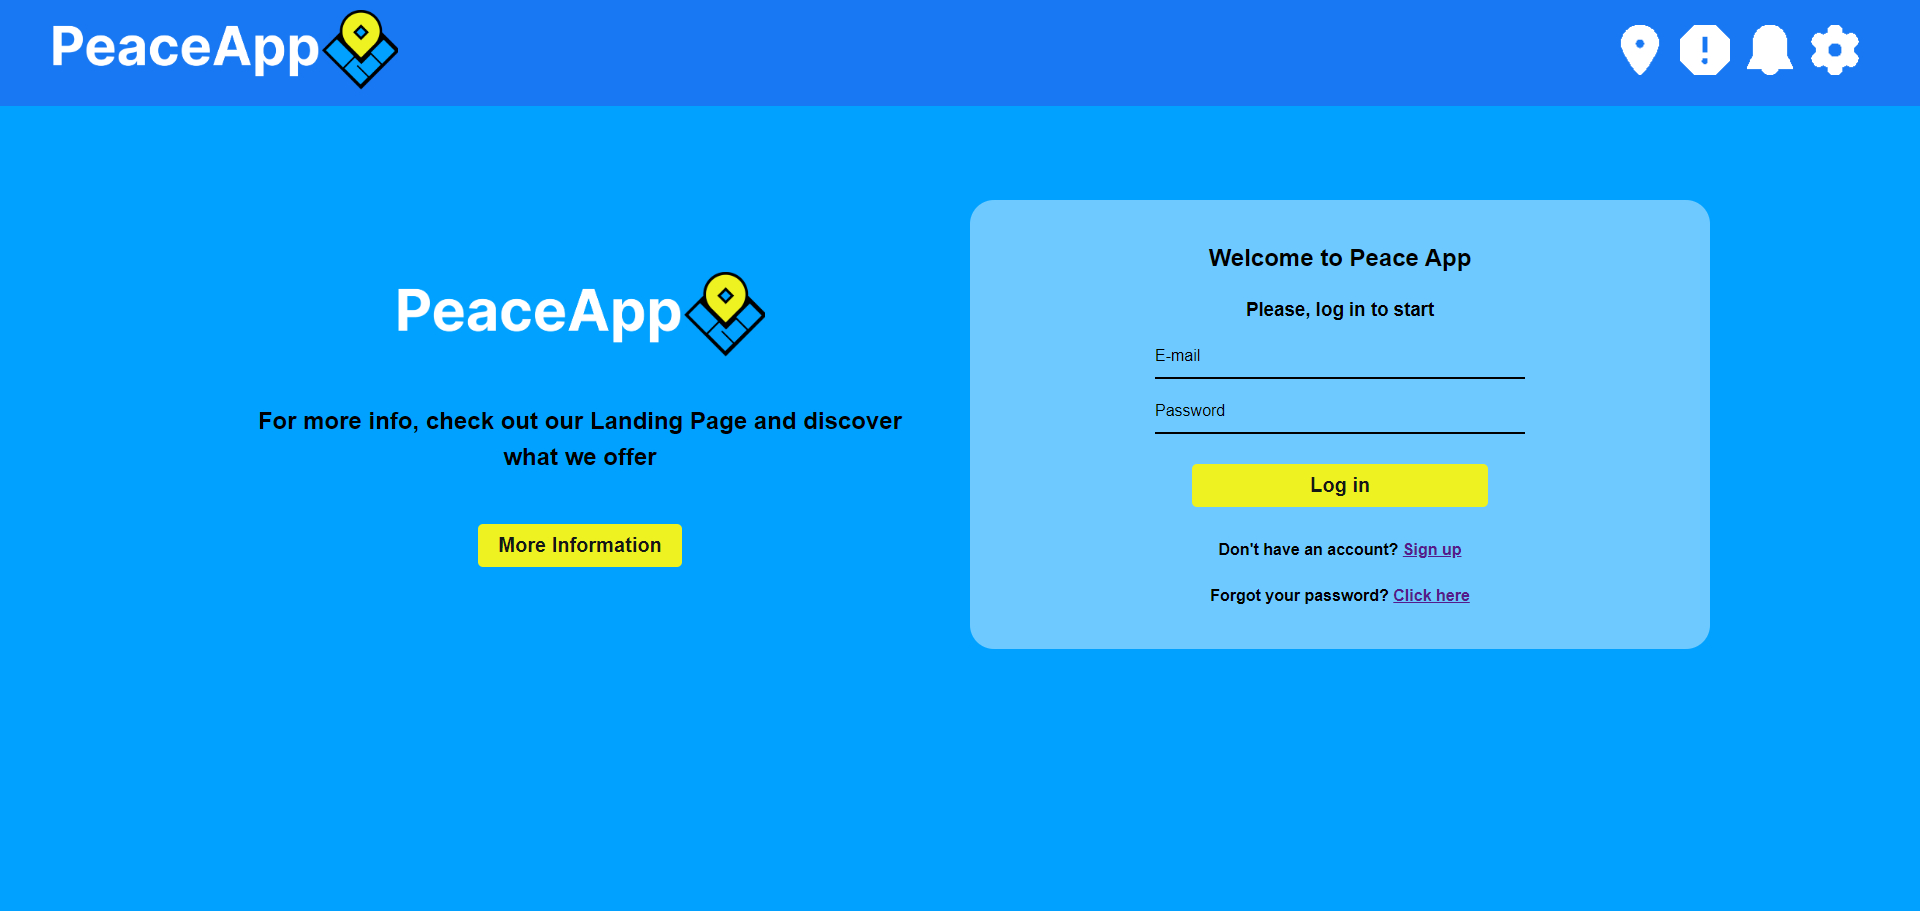 PeaceApp
PeaceApp
For more info, check out our Landing Page and discover
what we offer
More Information
Welcome to Peace App
Please, log in to start
E-mail
Password
Log in
Don't have an account? Sign up
Forgot your password? Click here